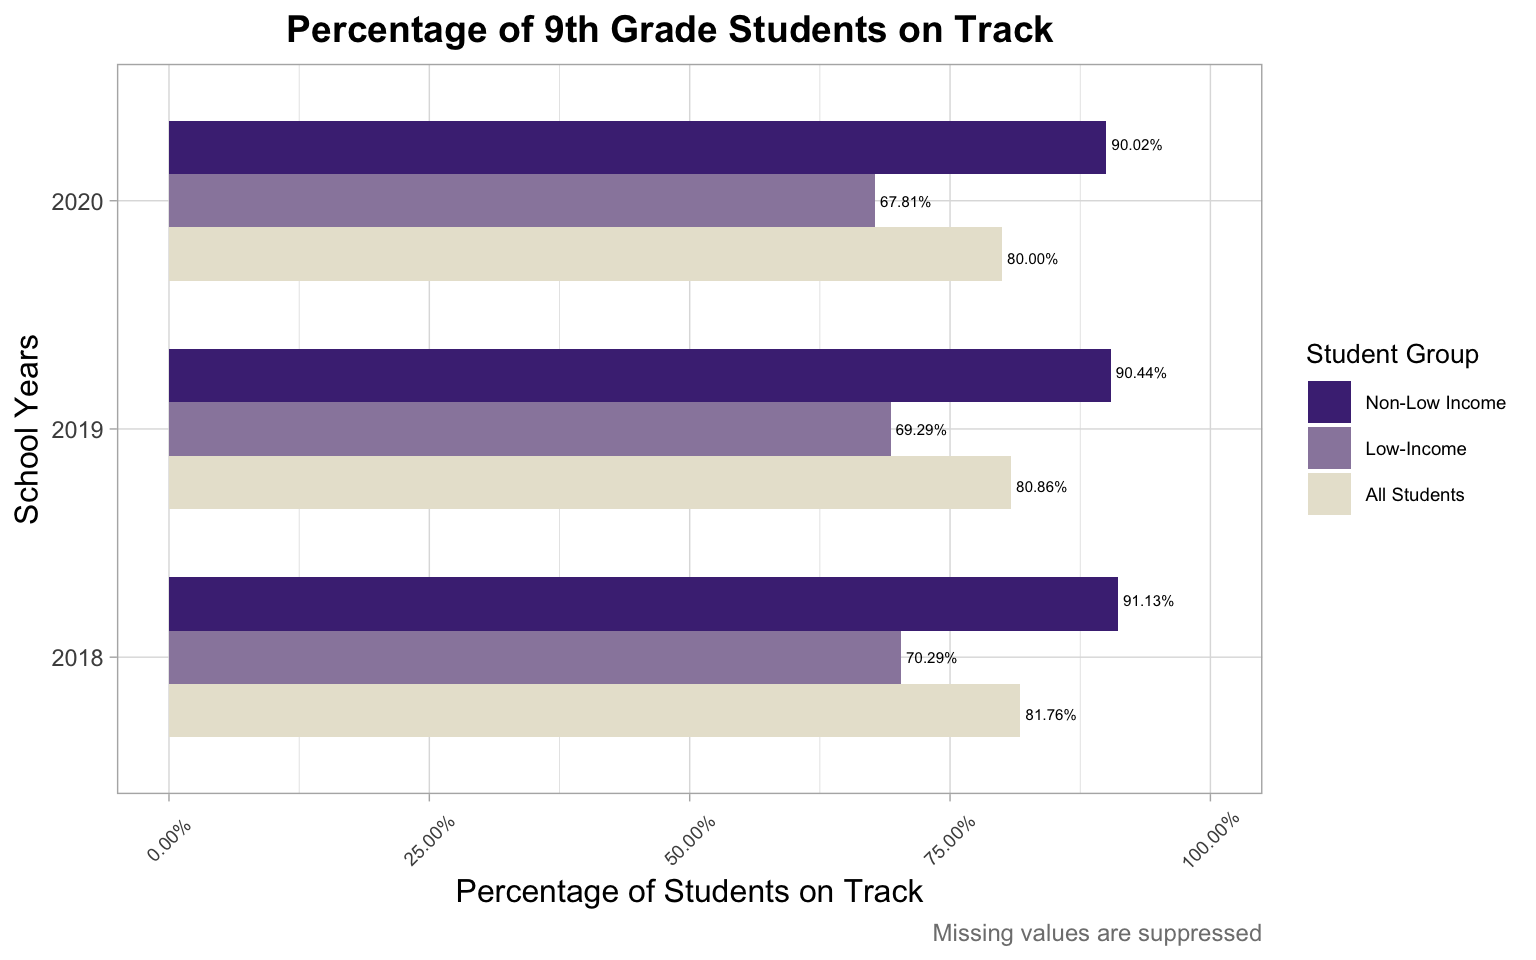 Percentage of 9th Grade Students on Track
School Years
2020
90.02%
67.81%
80.00%
2019
90.44%
69.29%
80.86%
2018
91.13%
70.29%
81.76%
0.00%
25.00%
50.00%
75.00%
100.00%
Percentage of Students on Track
Missing values are suppressed
Student Group
Non-Low Income
Low-Income
All Students